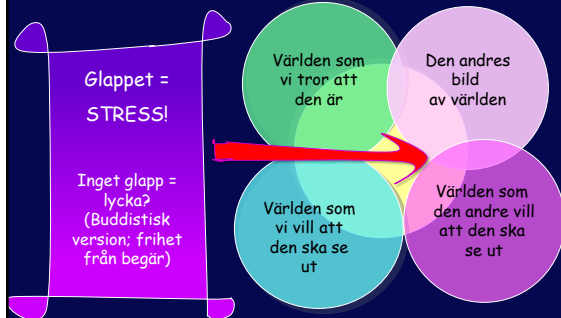 Glappet =
STRESS!
Inget glapp =
lycka?
(Buddistisk
version; frihet
från begär)
Världen som
vi tror att
den är
Den andres
bild
av världen
Världen som
vi vill att
den ska se
ut
Världen som
den andre vill
att den ska
se ut